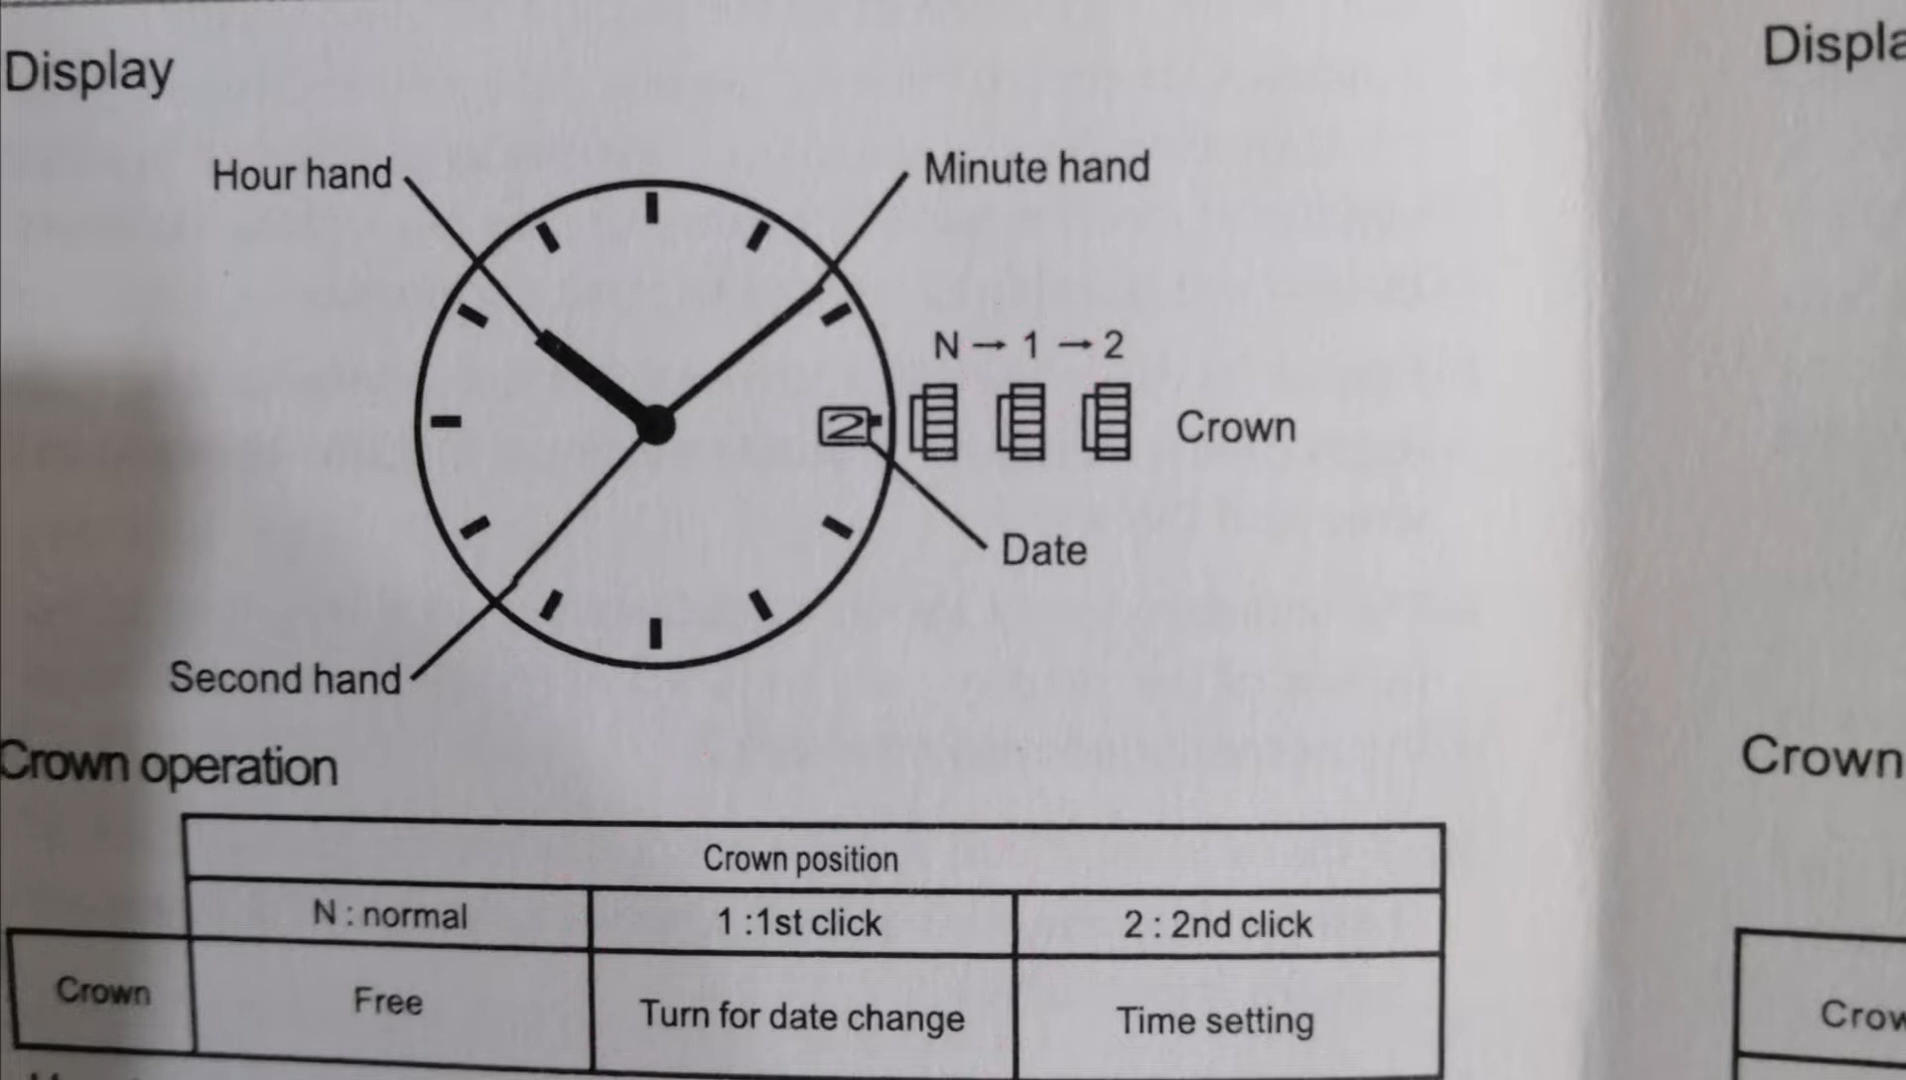 Display
Displa
Hour hand
Minute hand
N → 1 → 2
2
Crown
Date
Second hand
Crown operation
Crown
Crown position
N : normal
1 :1st click
2 : 2nd click
Crown
Free
Turn for date change
Time setting
Crow